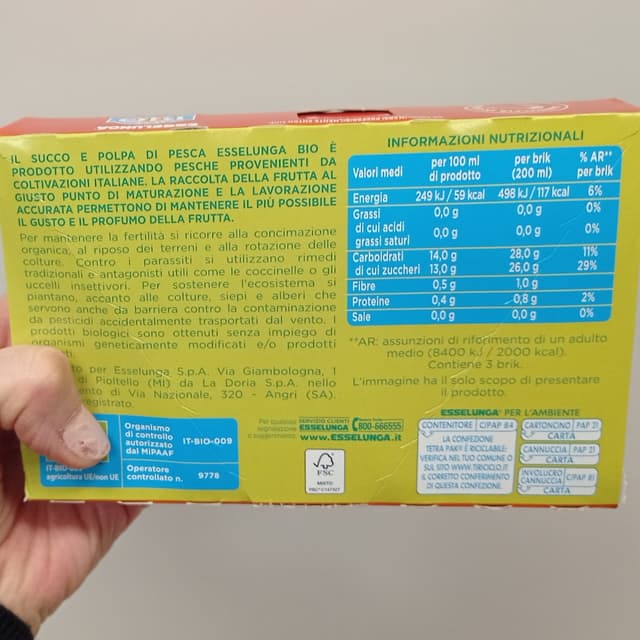 ESSELUNGA
BIO
IL SUCCO E POLPA DI PESCA ESSELUNGA BIO È
PRODOTTO UTILIZZANDO PESCHE PROVENIENTI DA
COLTIVAZIONI ITALIANE. LA RACCOLTA DELLA FRUTTA AL
GIUSTO PUNTO DI MATURAZIONE E LA LAVORAZIONE
ACCURATA PERMETTONO DI MANTENERE IL PIÙ POSSIBILE
IL GUSTO E IL PROFUMO DELLA FRUTTA.
Per mantenere la fertilità si ricorre alla concimazione
organica, al riposo dei terreni e alla rotazione delle
colture. Contro i parassiti si utilizzano rimedi
tradizionali e antagonisti utili come le coccinelle o gli
uccelli insettivori. Per sostenere l'ecosistema si
piantano, accanto alle colture, siepi e alberi che
servono anche da barriera contro la contaminazione
da pesticidi accidentalmente trasportati dal vento. I
prodotti biologici sono ottenuti senza impiego di
organismi geneticamente modificati e/o prodotti
per Esselunga S.p.A. Via Giambologna, 1
di Pioltello (MI) da La Doria S.p.A. nello
di Via Nazionale, 320 - Angri (SA).
registrato.
Organismo
di controllo
autorizzato
dal MiPAAF
IT-BIO-009
Operatore
controllato n.
9778
agricoltura UE/non UE
Per qualsiasi
segnalazione
o suggerimento:
SERVIZIO CLIENTI
ESSELUNGA 800-666555
www.ESSELUNGA.it
FSC
MISTO
INFORMAZIONI NUTRIZIONALI
Valori medi per 100 ml di prodotto per brik (200 ml) % AR** per brik
Energia 249 kJ / 59 kcal 498 kJ / 117 kcal 6%
Grassi 0,0 g 0,0 g 0%
di cui acidi grassi saturi 0,0 g 0,0 g 0%
Carboidrati 14,0 g 28,0 g 11%
di cui zuccheri 13,0 g 26,0 g 29%
Fibre 0,5 g 1,0 g
Proteine 0,4 g 0,8 g 2%
Sale 0,0 g 0,0 g 0%
**AR: assunzioni di riferimento di un adulto
medio (8400 kJ / 2000 kcal).
Contiene 3 brik.
L'immagine ha il solo scopo di presentare
il prodotto.
ESSELUNGA® PER L'AMBIENTE
CONTENITORE C/PAP 84
LA CONFEZIONE
TETRA PAK® È RICICLABILE:
VERIFICA NEL TUO COMUNE O
SUL SITO WWW.TIRICICLO.IT
IL CORRETTO CONFERIMENTO
DI QUESTA CONFEZIONE.
CARTONCINO PAP 21
CARTA
CANNUCCIA PAP 21
CARTA
INVOLUCRO
CANNUCCIA C/PAP 81
CARTA